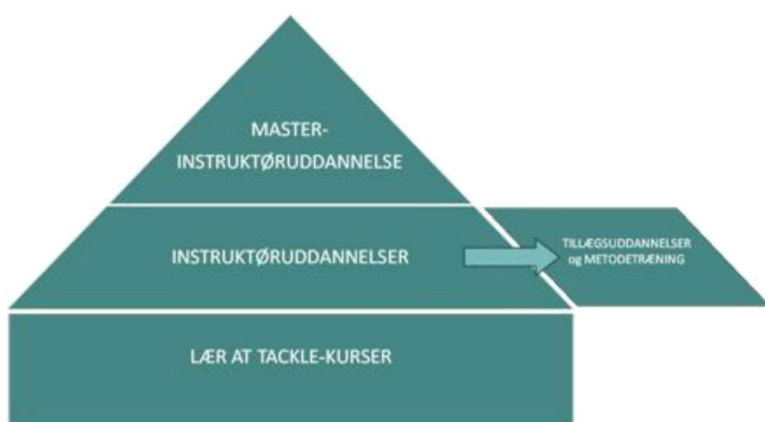 MASTER-
INSTRUKTØRUDDANNELSE
INSTRUKTØRUDDANNELSER
TILLÆGSUDDANNELSER
og METODETRÆNING
LÆR AT TACKLE-KURSER